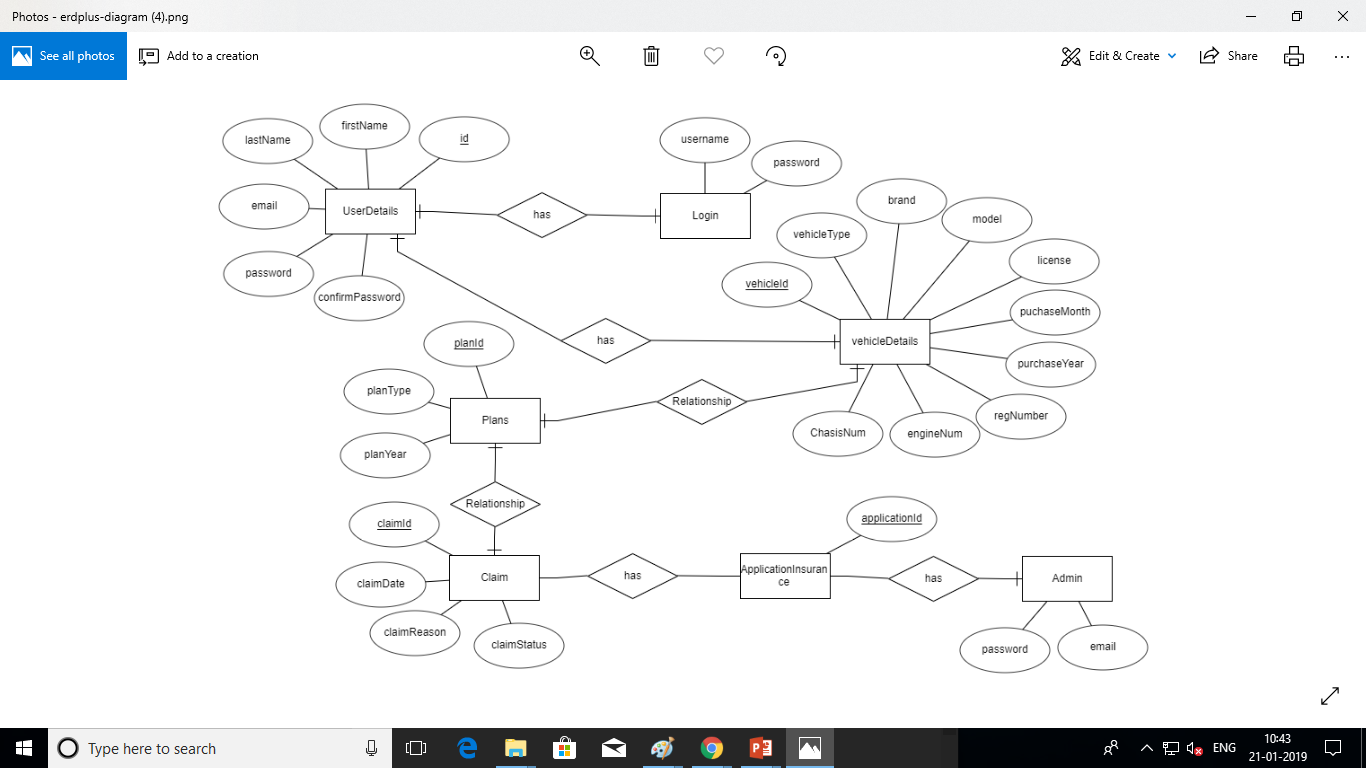 Photos - erdplus-diagram (4).png
See all photos
Add to a creation
Edit & Create
Share
lastName
firstName
id
email
UserDetails
password
confirmPassword
has
username
password
Login
vehicleType
brand
model
license
vehicleId
puchaseMonth
has
vehicleDetails
purchaseYear
regNumber
engineNum
ChasisNum
planId
planType
Plans
planYear
Relationship
Relationship
claimId
claimDate
Claim
claimReason
claimStatus
has
applicationId
ApplicationInsuran
ce
has
Admin
password
email
Type here to search
P
ENG
10:43
21-01-2019